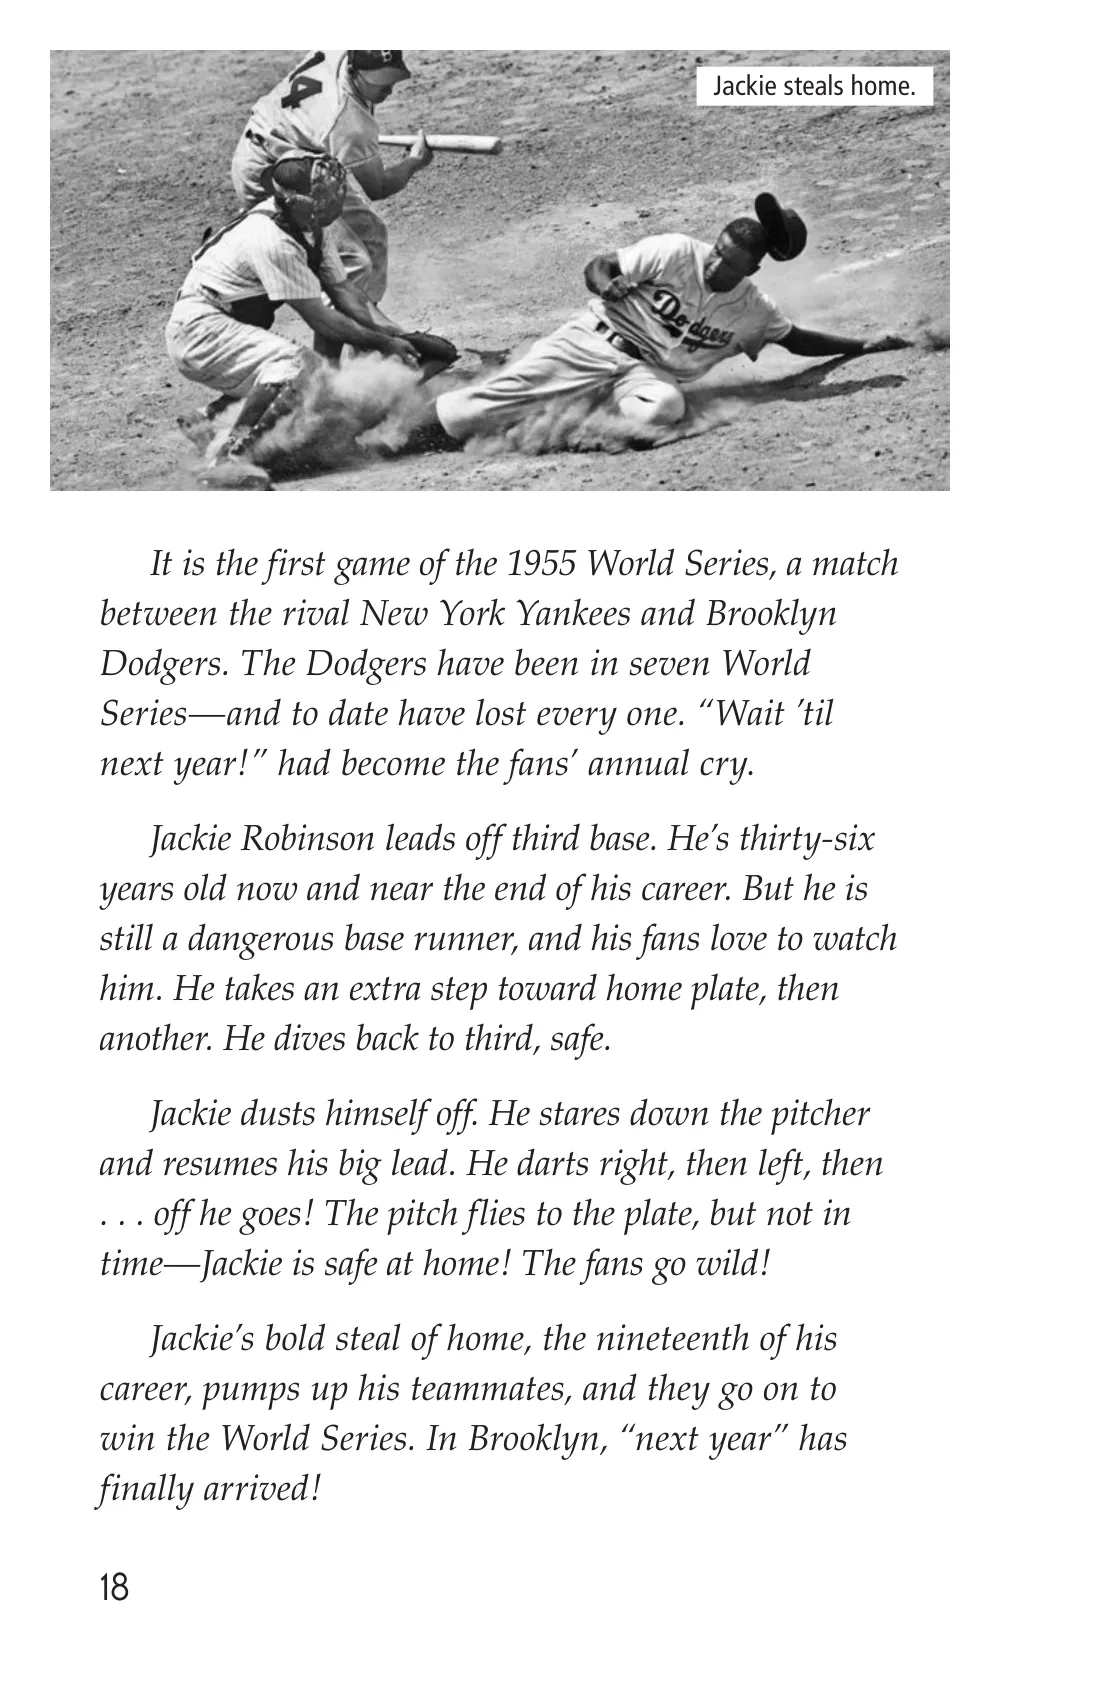 14
B
Jackie steals home.
Dodgers
It is the first game of the 1955 World Series, a match
between the rival New York Yankees and Brooklyn
Dodgers. The Dodgers have been in seven World
Series—and to date have lost every one. “Wait ’til
next year!” had become the fans’ annual cry.
Jackie Robinson leads off third base. He’s thirty-six
years old now and near the end of his career. But he is
still a dangerous base runner, and his fans love to watch
him. He takes an extra step toward home plate, then
another. He dives back to third, safe.
Jackie dusts himself off. He stares down the pitcher
and resumes his big lead. He darts right, then left, then
. . . off he goes! The pitch flies to the plate, but not in
time—Jackie is safe at home! The fans go wild!
Jackie’s bold steal of home, the nineteenth of his
career, pumps up his teammates, and they go on to
win the World Series. In Brooklyn, “next year” has
finally arrived!
18